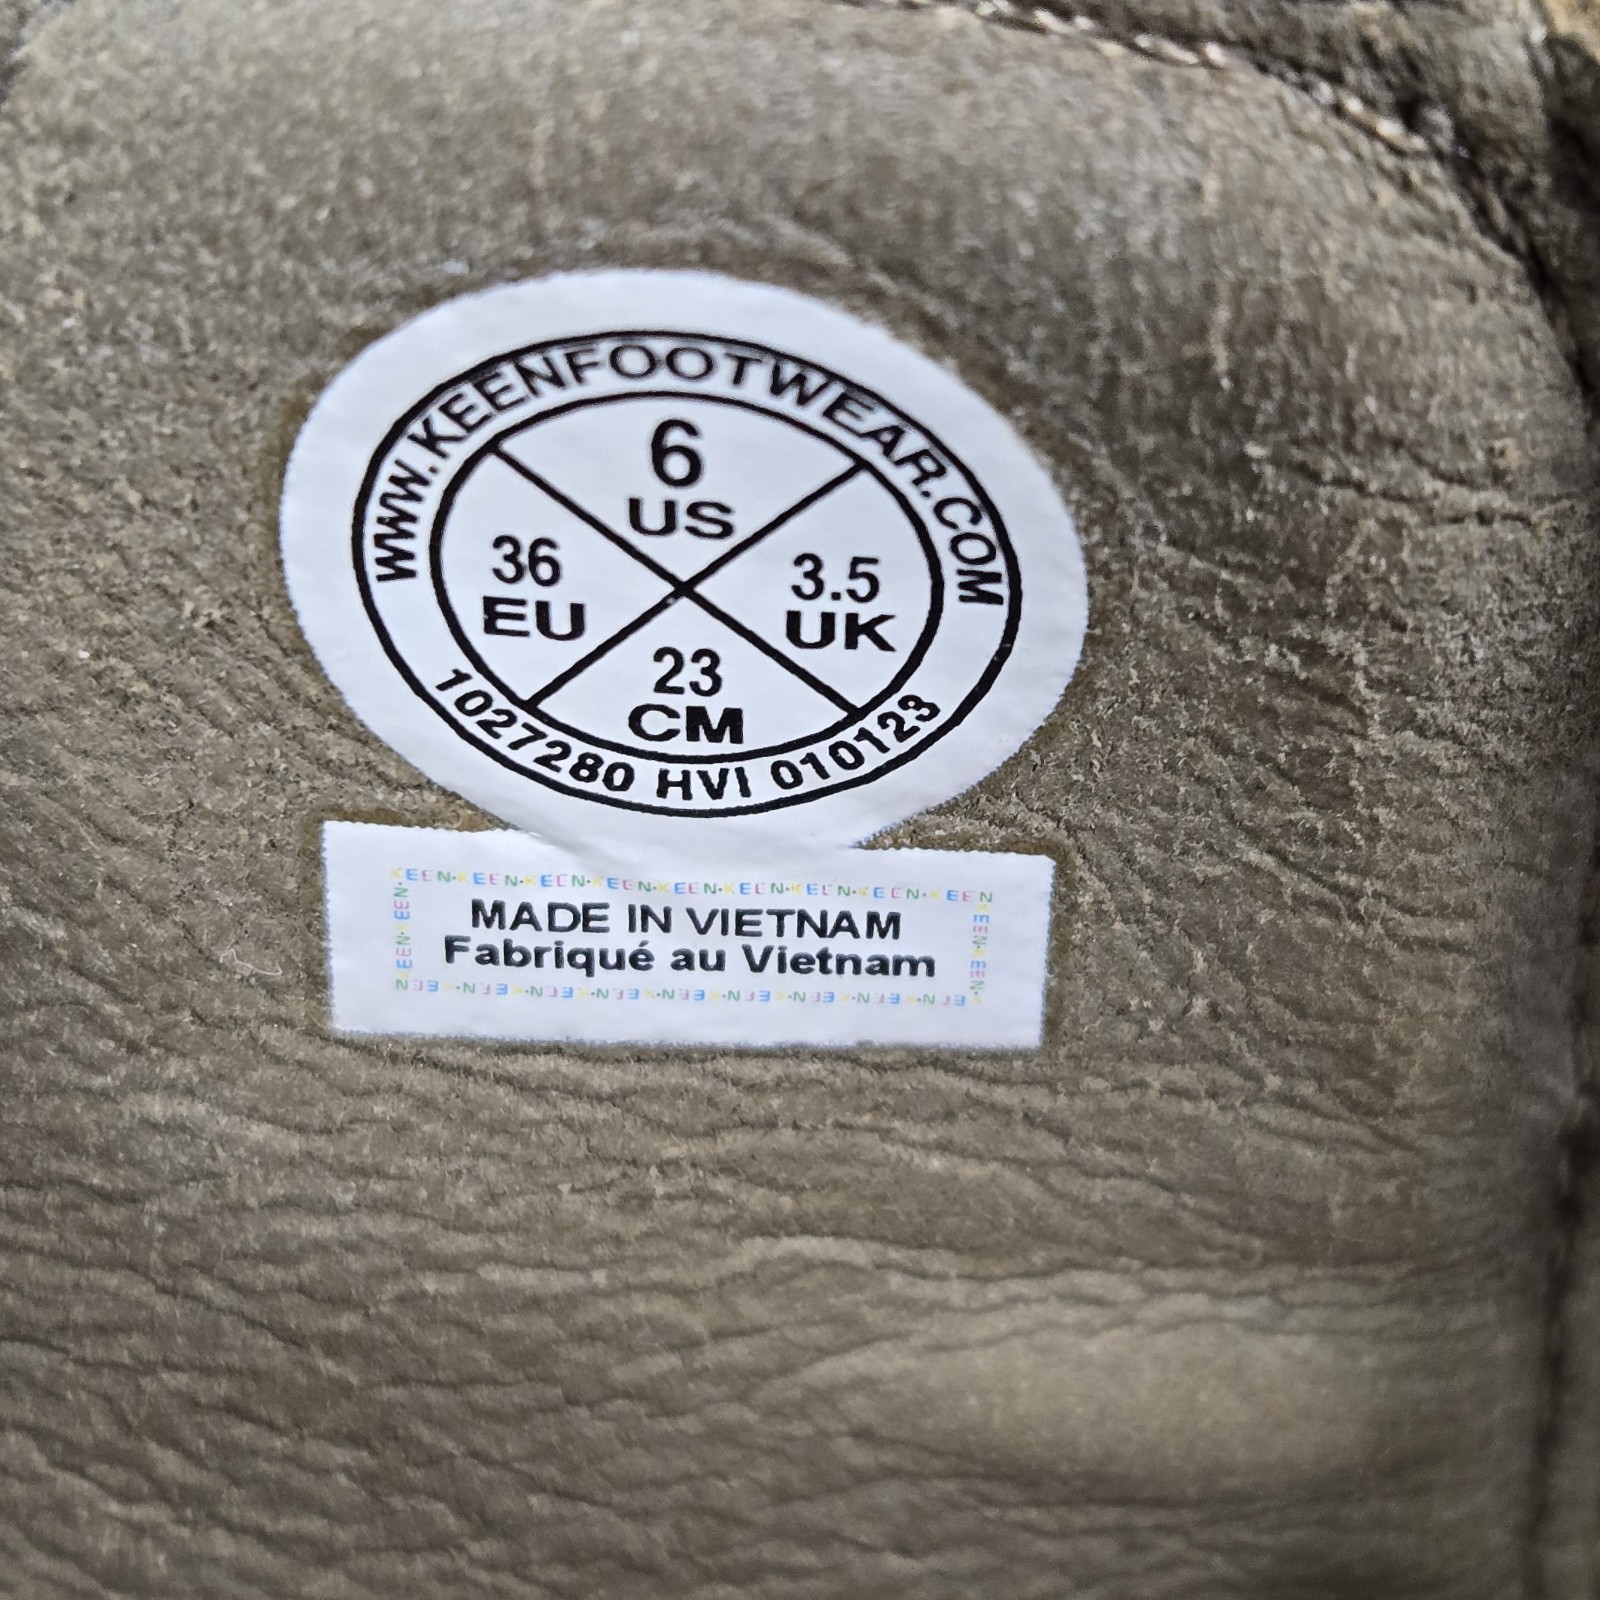 WWW.KEENFOOTWEAR.COM
6
US
36
EU
3.5
UK
23
CM
1027280 HVI 010123
KEEN·KEEN·KEEN·KEEN·KEEN·KEEN·KEEN·KEEN·KEEN
MADE IN VIETNAM
Fabriqué au Vietnam